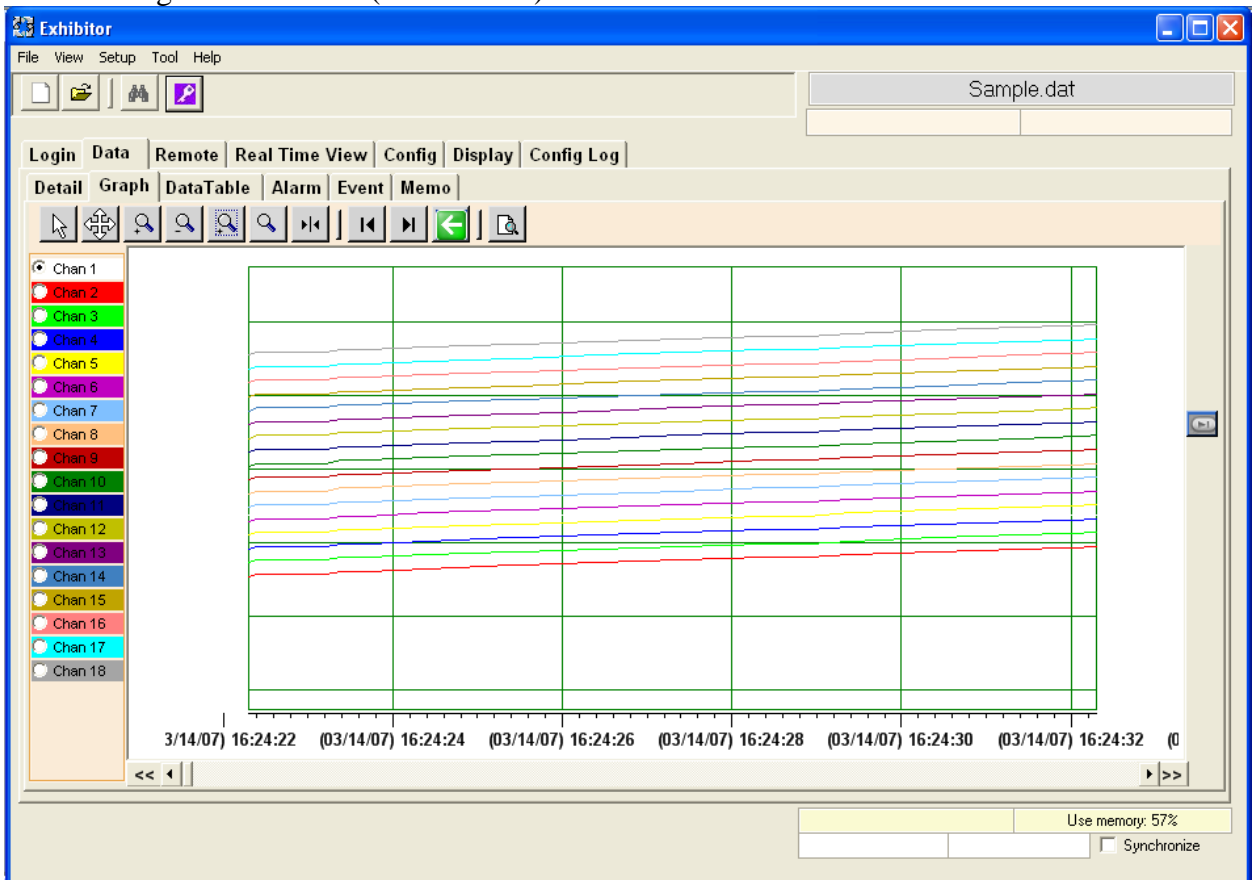 Exhibitor
File View Setup Tool Help
Sample.dat
Login Data Remote Real Time View Config Display Config Log
Detail Graph DataTable Alarm Event Memo
Chan 1
Chan 2
Chan 3
Chan 4
Chan 5
Chan 6
Chan 7
Chan 8
Chan 9
Chan 10
Chan 11
Chan 12
Chan 13
Chan 14
Chan 15
Chan 16
Chan 17
Chan 18
3/14/07) 16:24:22 (03/14/07) 16:24:24 (03/14/07) 16:24:26 (03/14/07) 16:24:28 (03/14/07) 16:24:30 (03/14/07) 16:24:32 (0
<< >>
Use memory: 57%
Synchronize